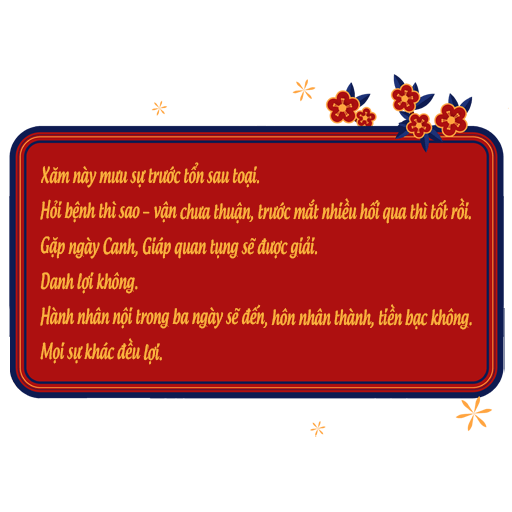 Xăm này mưu sự trước tổn sau toại.
Hỏi bệnh thì sao – vận chưa thuận, trước mắt nhiều hối qua thì tốt rồi.
Gặp ngày Canh, Giáp quan tụng sẽ được giải.
Danh lợi không.
Hành nhân nội trong ba ngày sẽ đến, hôn nhân thành, tiền bạc không.
Mọi sự khác đều lợi.